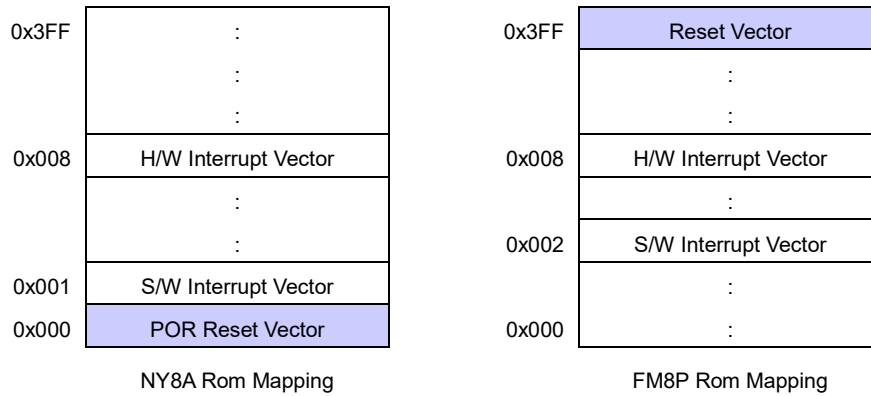 0x3FF :
:
:
0x008 H/W Interrupt Vector
:
:
0x001 S/W Interrupt Vector
0x000 POR Reset Vector
NY8A Rom Mapping
0x3FF Reset Vector
:
:
0x008 H/W Interrupt Vector
:
0x002 S/W Interrupt Vector
:
0x000 :
FM8P Rom Mapping